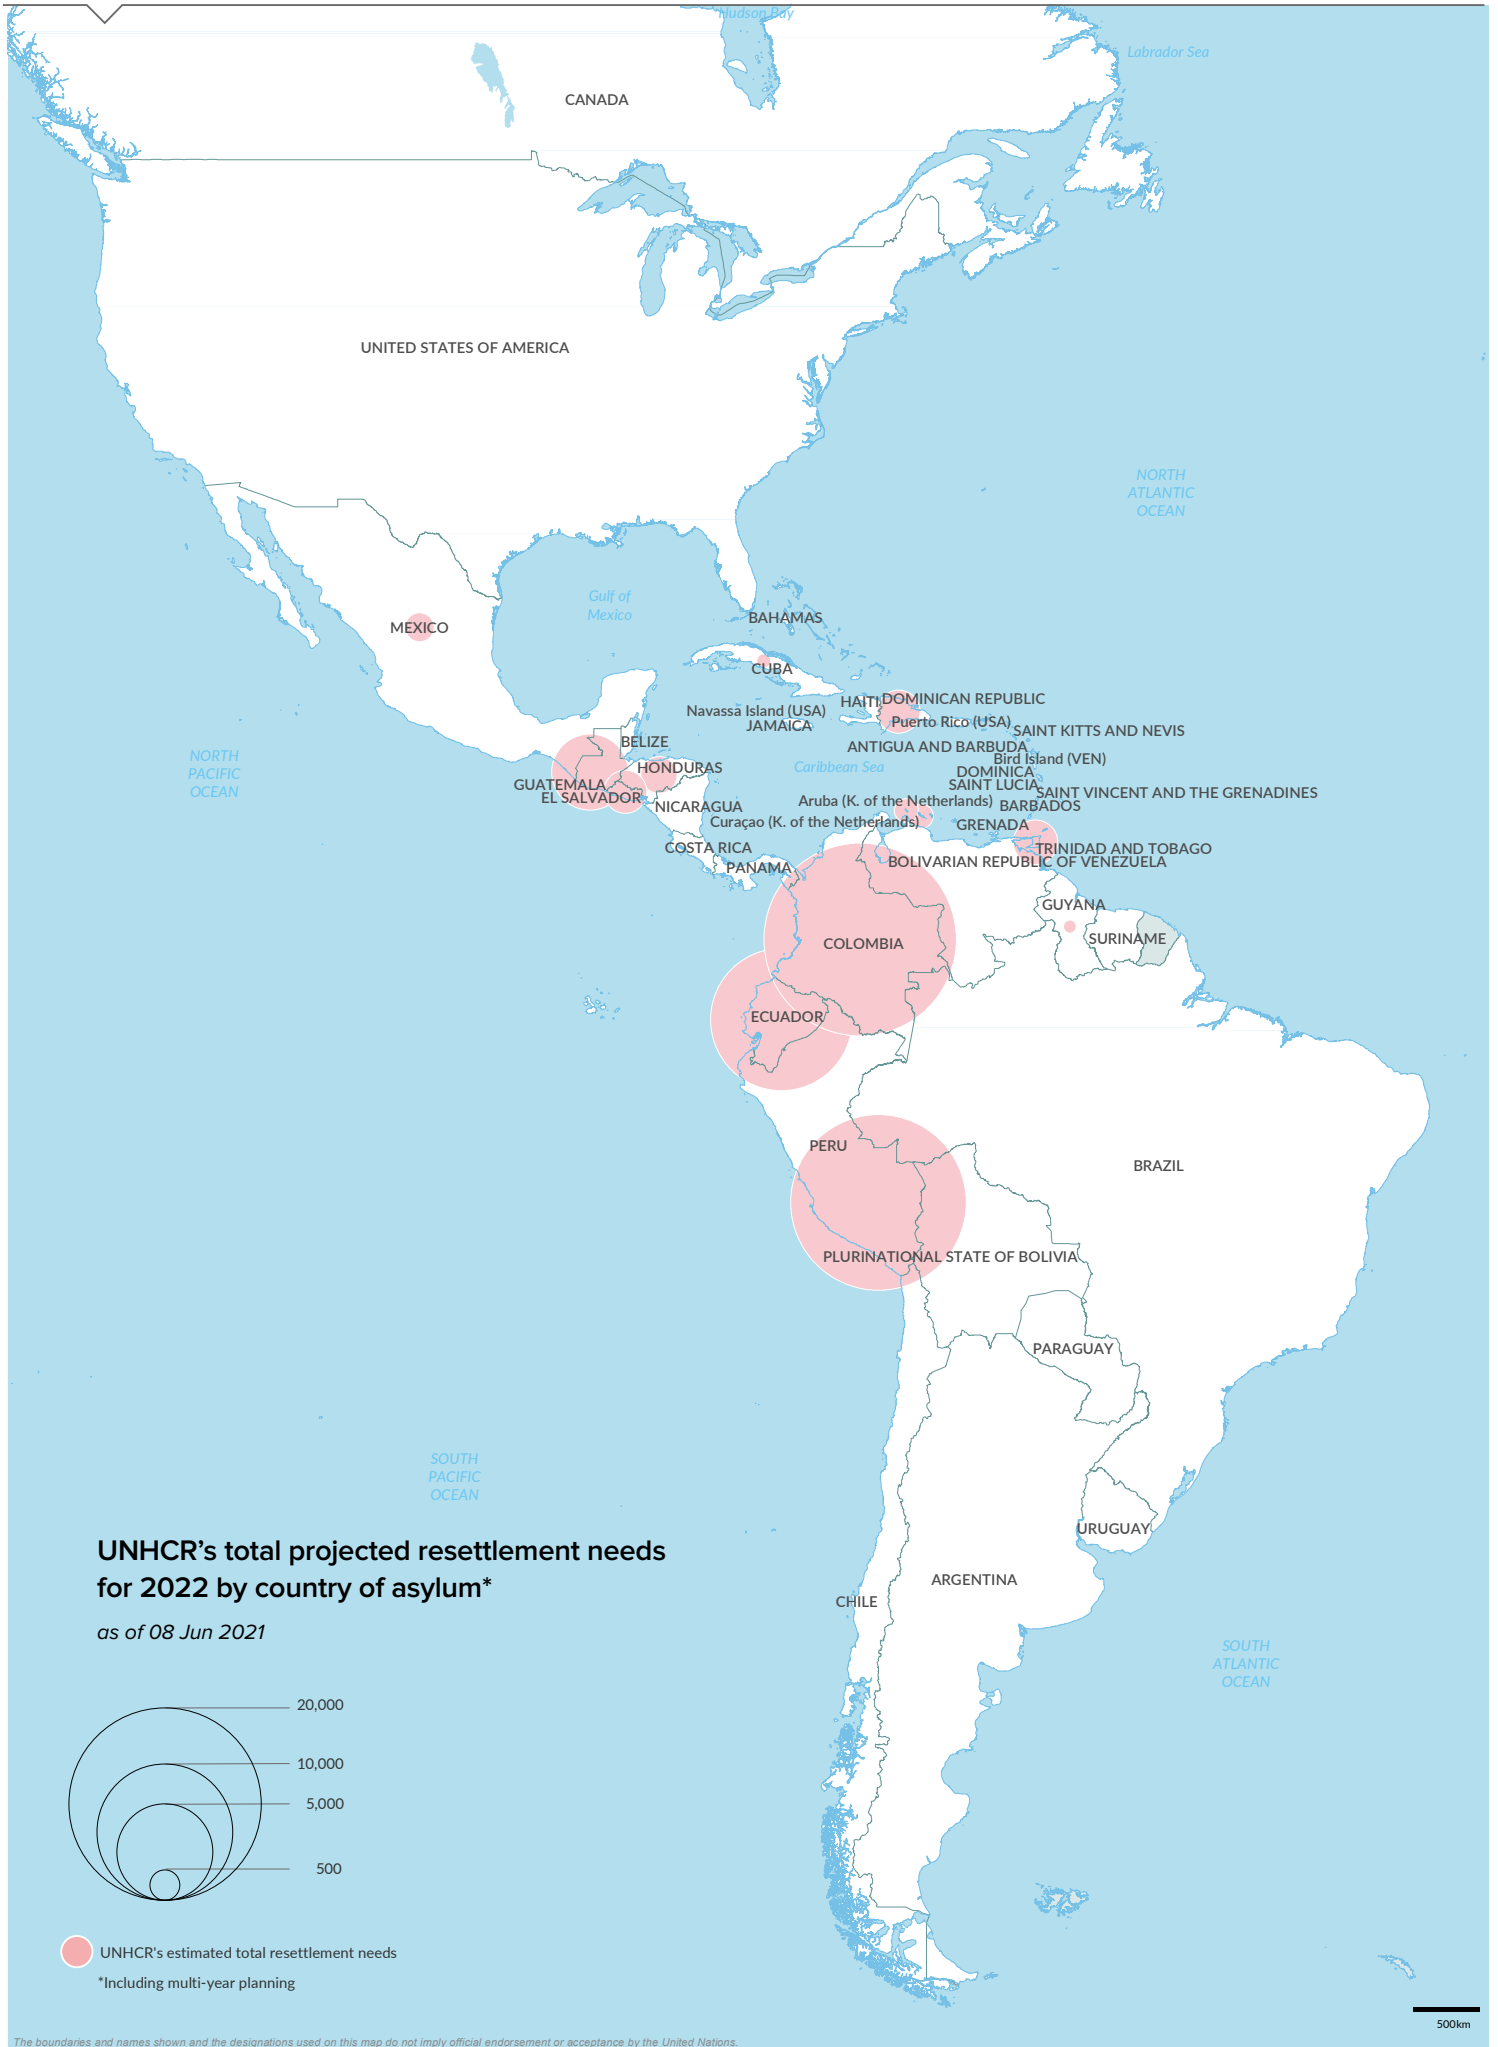 Hudson Bay
Labrador Sea
CANADA
UNITED STATES OF AMERICA
NORTH
ATLANTIC
OCEAN
Gulf of
Mexico
BAHAMAS
MEXICO
CUBA
HAITI
DOMINICAN REPUBLIC
Navassa Island (USA)
JAMAICA
Puerto Rico (USA)
SAINT KITTS AND NEVIS
BELIZE
ANTIGUA AND BARBUDA
Bird Island (VEN)
NORTH
PACIFIC
OCEAN
HONDURAS
Caribbean Sea
DOMINICA
GUATEMALA
SAINT LUCIA
SAINT VINCENT AND THE GRENADINES
EL SALVADOR
NICARAGUA
Aruba (K. of the Netherlands)
BARBADOS
Curaçao (K. of the Netherlands)
GRENADA
COSTA RICA
TRINIDAD AND TOBAGO
PANAMA
BOLIVARIAN REPUBLIC OF VENEZUELA
GUYANA
COLOMBIA
SURINAME
ECUADOR
PERU
BRAZIL
PLURINATIONAL STATE OF BOLIVIA
PARAGUAY
SOUTH
PACIFIC
OCEAN
URUGUAY
ARGENTINA
CHILE
SOUTH
ATLANTIC
OCEAN
UNHCR's total projected resettlement needs
for 2022 by country of asylum*
as of 08 Jun 2021
20,000
10,000
5,000
500
UNHCR's estimated total resettlement needs
*Including multi-year planning
500km
The boundaries and names shown and the designations used on this map do not imply official endorsement or acceptance by the United Nations.